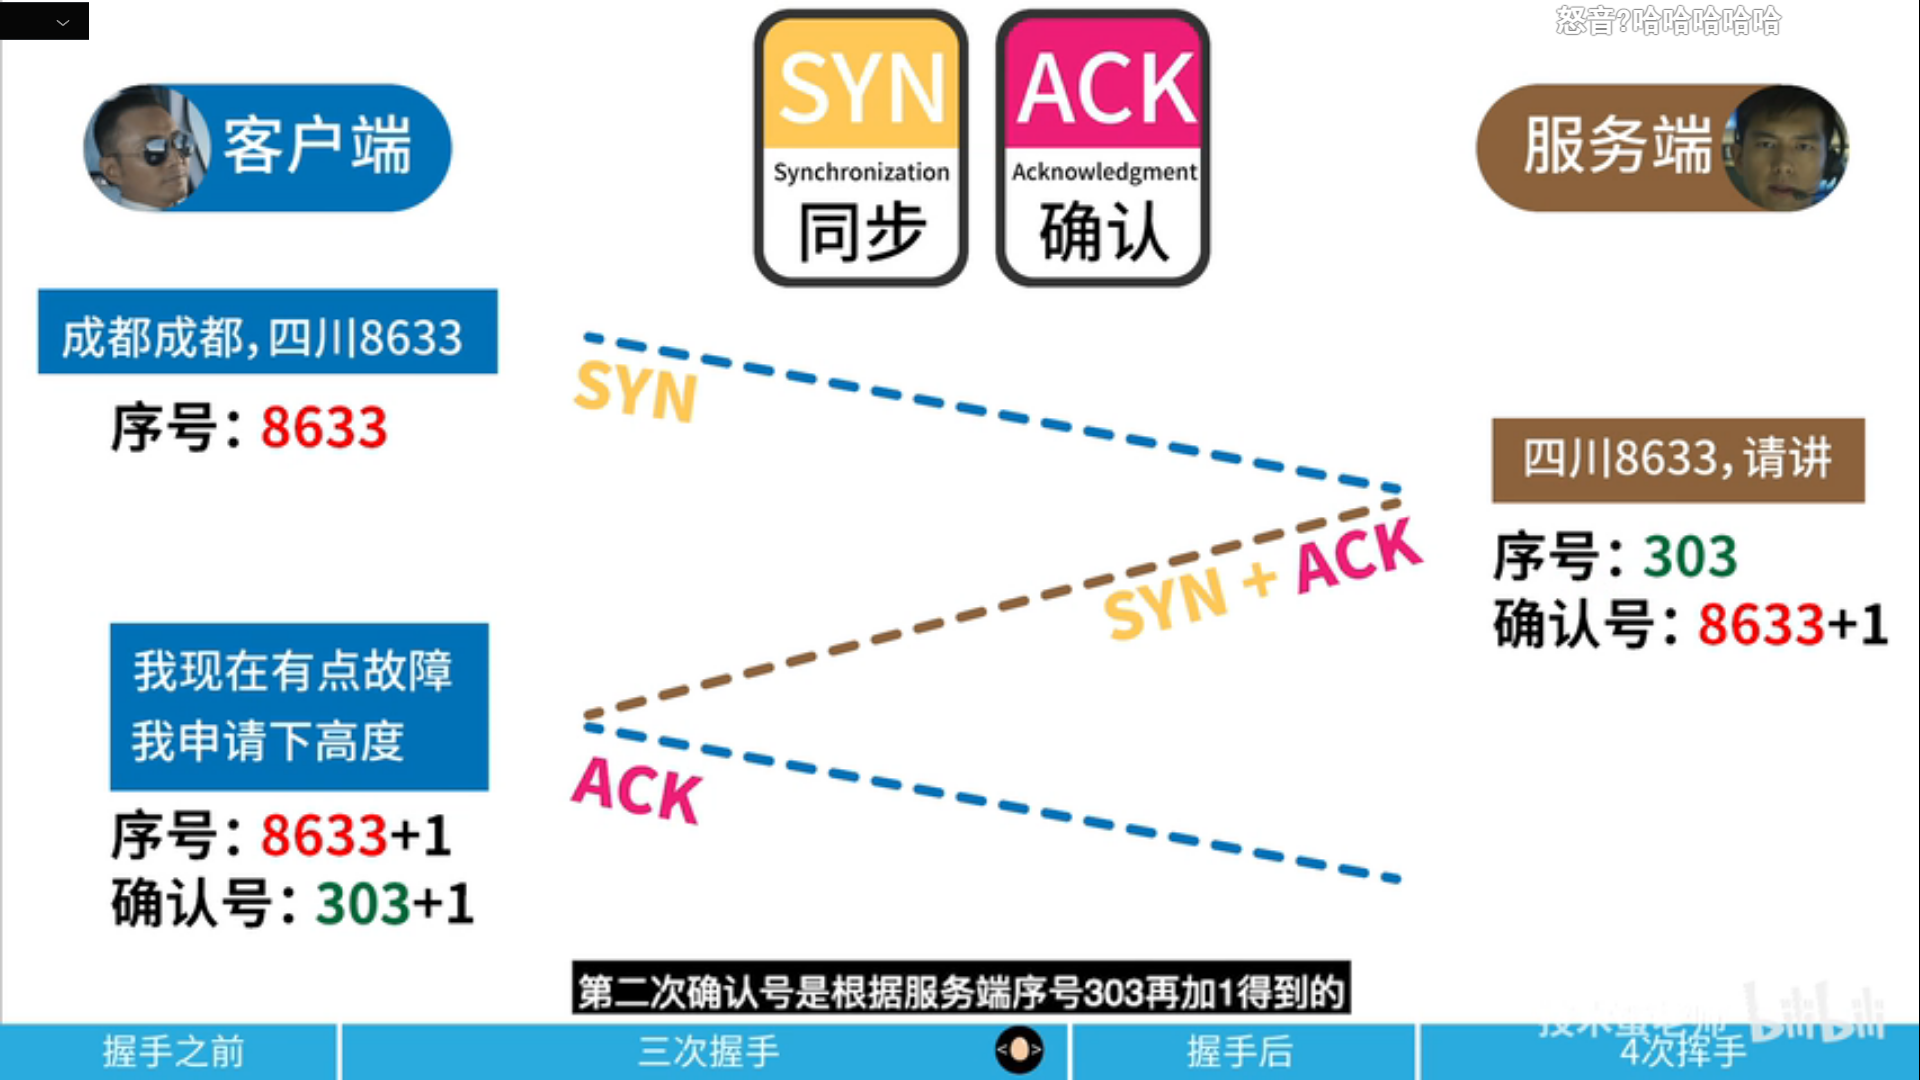 怒音?哈哈哈哈哈
SYN
Synchronization
同步
ACK
Acknowledgment
确认
客户端
服务端
成都成都,四川8633
序号：8633
SYN
四川8633,请讲
序号：303
确认号：8633+1
SYN + ACK
我现在有点故障
我申请下高度
序号：8633+1
确认号：303+1
ACK
第二次确认号是根据服务端序号303再加1得到的
技术蛋老师
bilibili
握手之前
三次握手
握手后
4次挥手